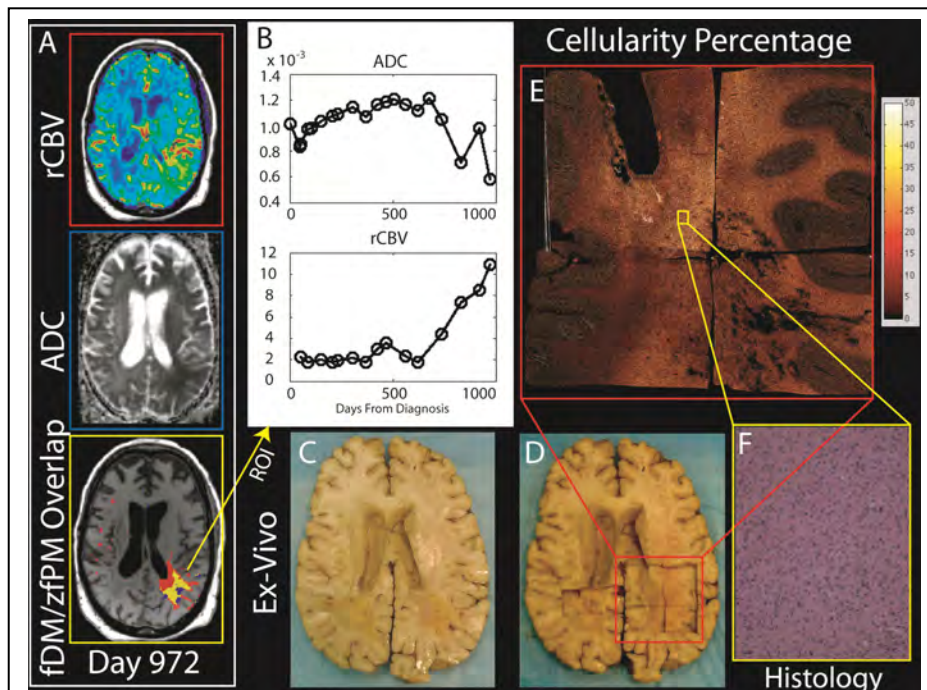 A
rCBV
ADC
fDM/zfPM Overlap
Day 972
B
x 10⁻³
ADC
1.4
1.2
1.0
0.8
0.6
0.4
0
500
1000
rCBV
12
10
8
6
4
2
0
0
500
1000
Days From Diagnosis
ROI
Cellularity Percentage
E
50
45
40
35
30
25
20
15
10
5
0
Ex-Vivo
C
D
F
Histology